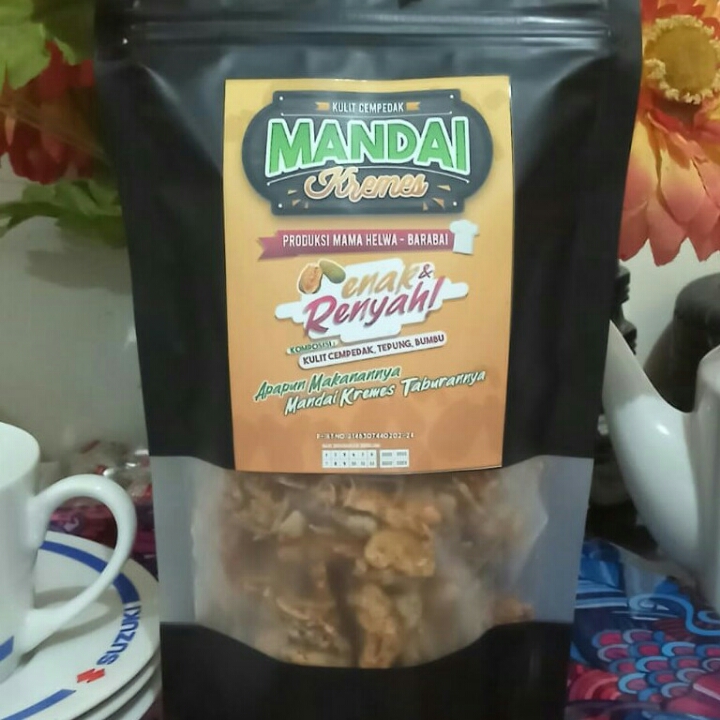 KULIT CEMPEDAK
MANDAI
Kremes
PRODUKSI MAMA HELWA - BARABAI
enak &
Renyah!
KOMPOSISI :
KULIT CEMPEDAK, TEPUNG, BUMBU
Apapun Makanannya
Mandai Kremes Taburannya
SUZUKI